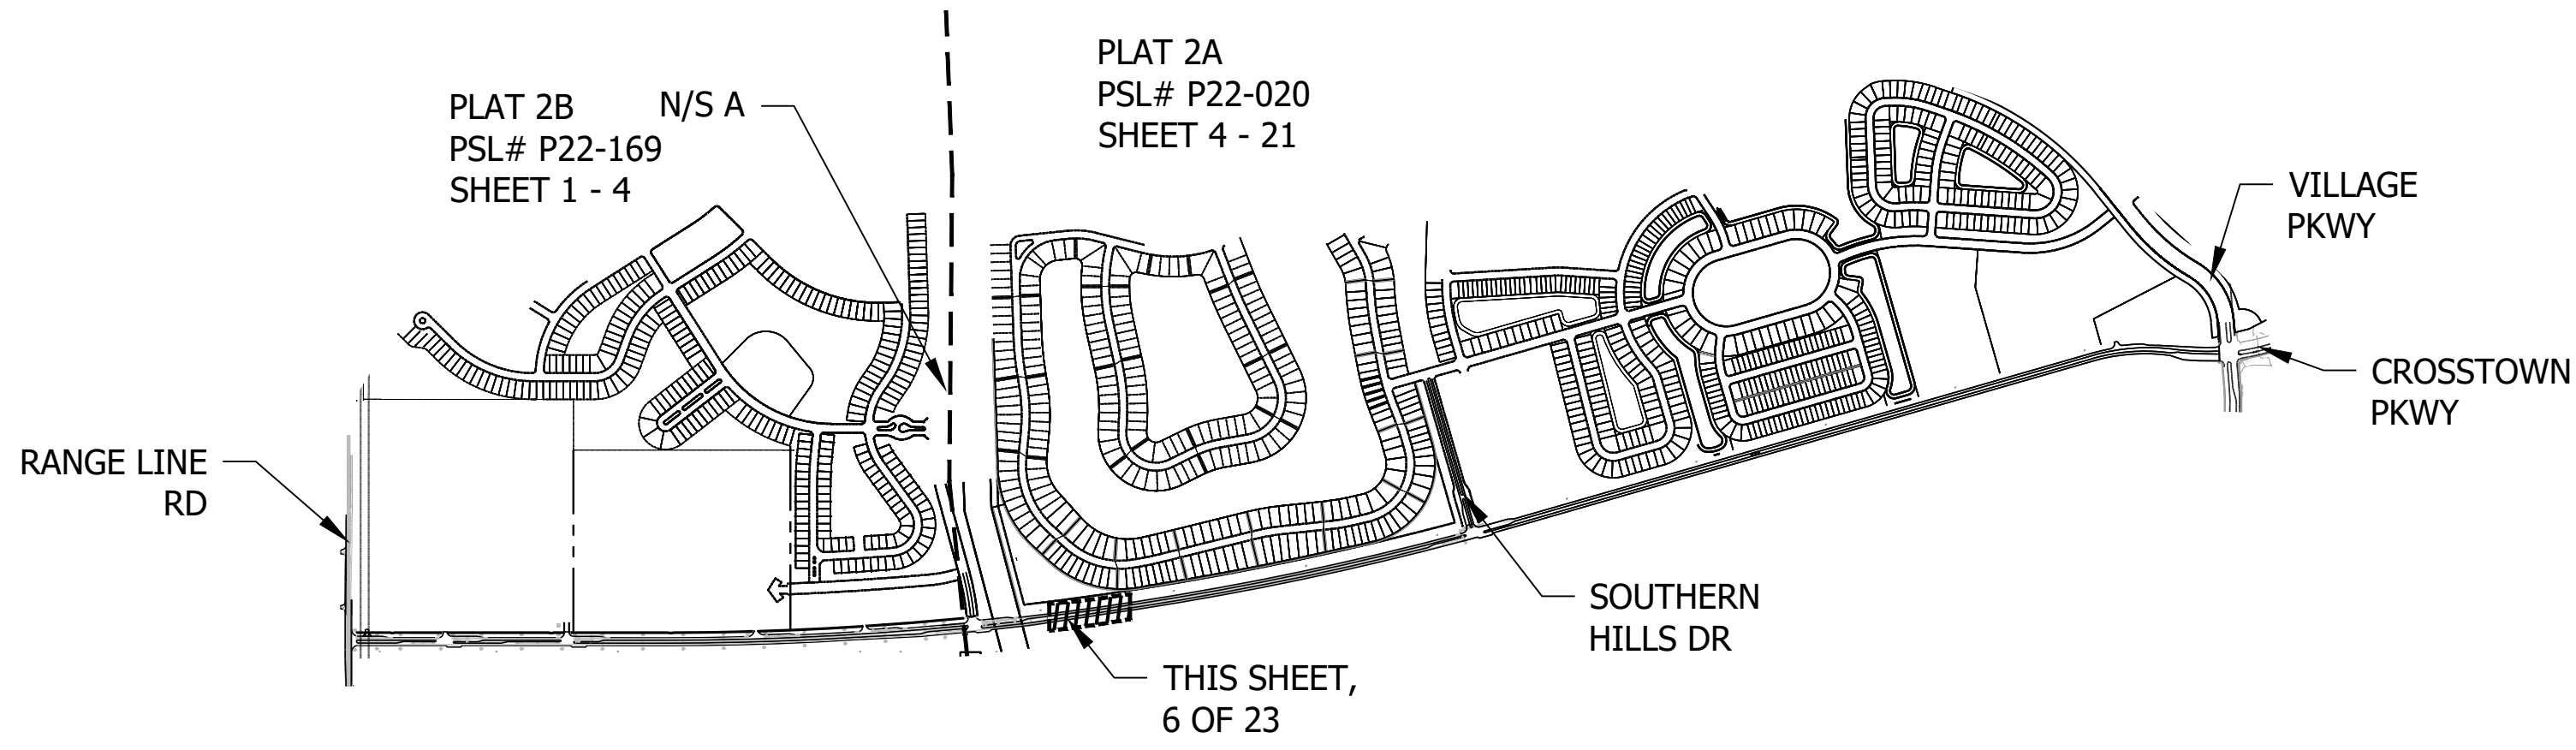 PLAT 2A
PSL# P22-020
SHEET 4 - 21
PLAT 2B
PSL# P22-169
SHEET 1 - 4
N/S A
VILLAGE
PKWY
CROSSTOWN
PKWY
RANGE LINE
RD
SOUTHERN
HILLS DR
THIS SHEET,
6 OF 23